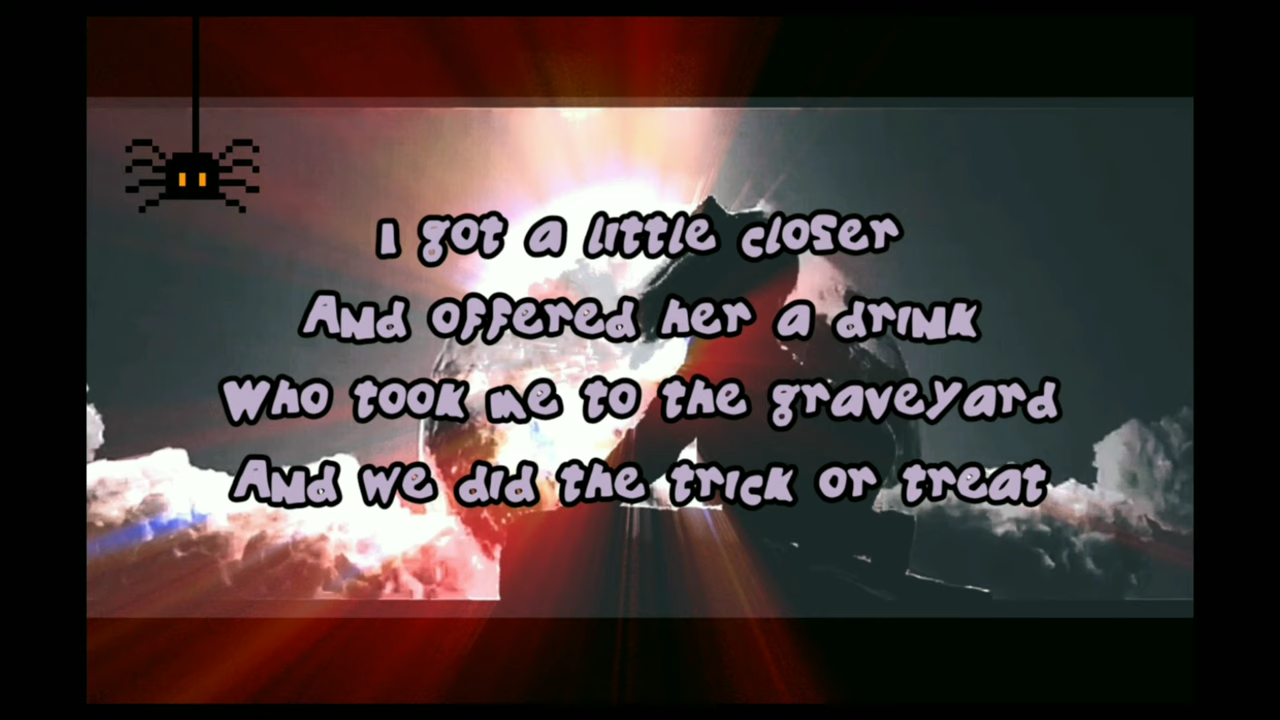 I got a little closer
And offered her a drink
Who took me to the graveyard
And we did the trick or treat